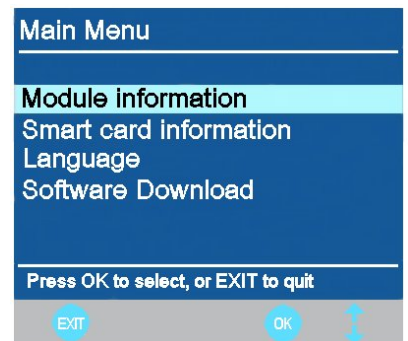 Main Menu
Module information
Smart card information
Language
Software Download
Press OK to select, or EXIT to quit
EXIT OK